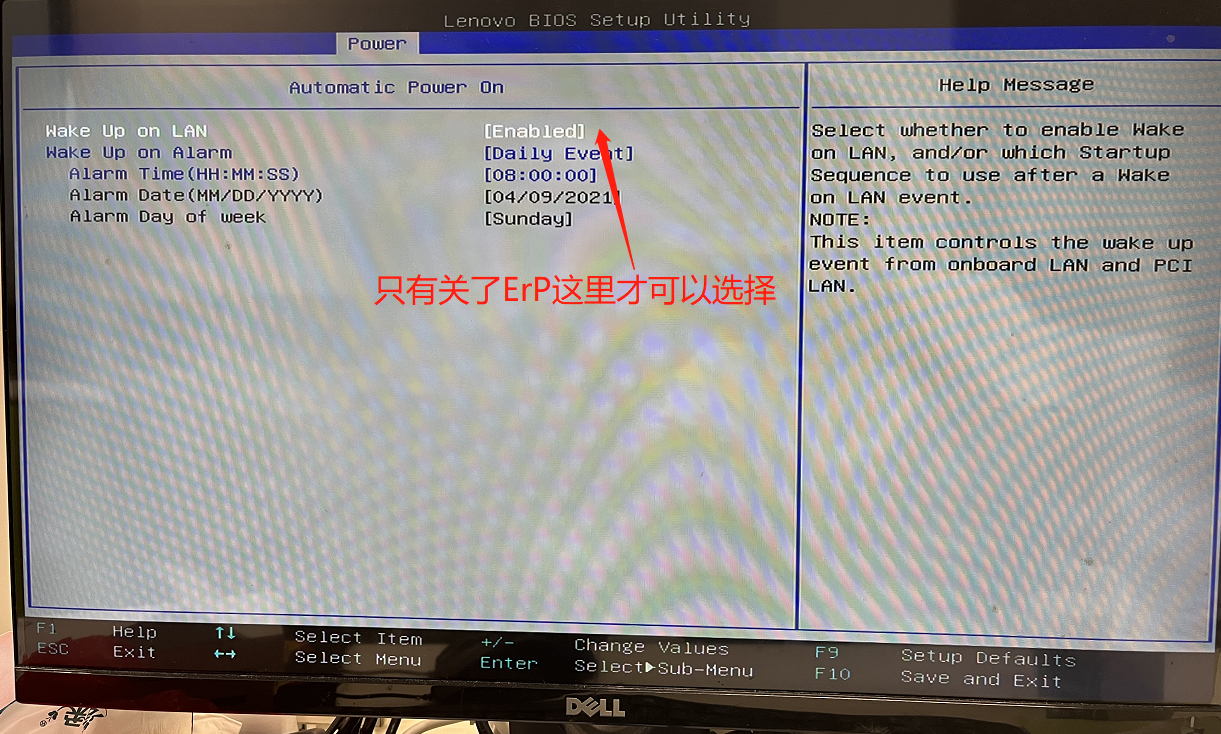 Lenovo BIOS Setup Utility
Power
Automatic Power On
Wake Up on LAN [Enabled]
Wake Up on Alarm [Daily Event]
Alarm Time(HH:MM:SS) [08:00:00]
Alarm Date(MM/DD/YYYY) [04/09/2021]
Alarm Day of week [Sunday]
只有关了ErP这里才可以选择
Help Message
Select whether to enable Wake
on LAN, and/or which Startup
Sequence to use after a Wake
on LAN event.
NOTE:
This item controls the wake up
event from onboard LAN and PCI
LAN.
F1 Help ↑↓ Select Item +/- Change Values F9 Setup Defaults
ESC Exit ←→ Select Menu Enter Select▶Sub-Menu F10 Save and Exit
DELL